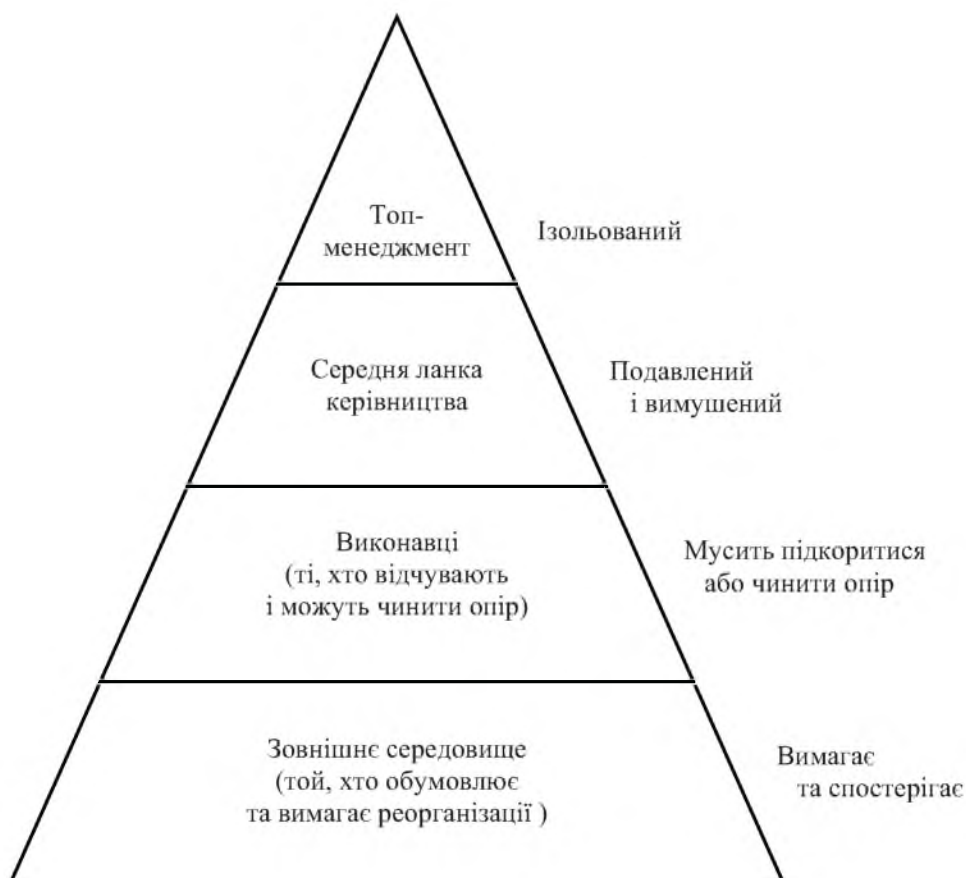 Топ-
менеджмент
Ізольований
Середня ланка
керівництва
Подавлений
і вимушений
Виконавці
(ті, хто відчувають
і можуть чинити опір)
Мусить підкоритися
або чинити опір
Зовнішнє середовище
(той, хто обумовлює
та вимагає реорганізації )
Вимагає
та спостерігає